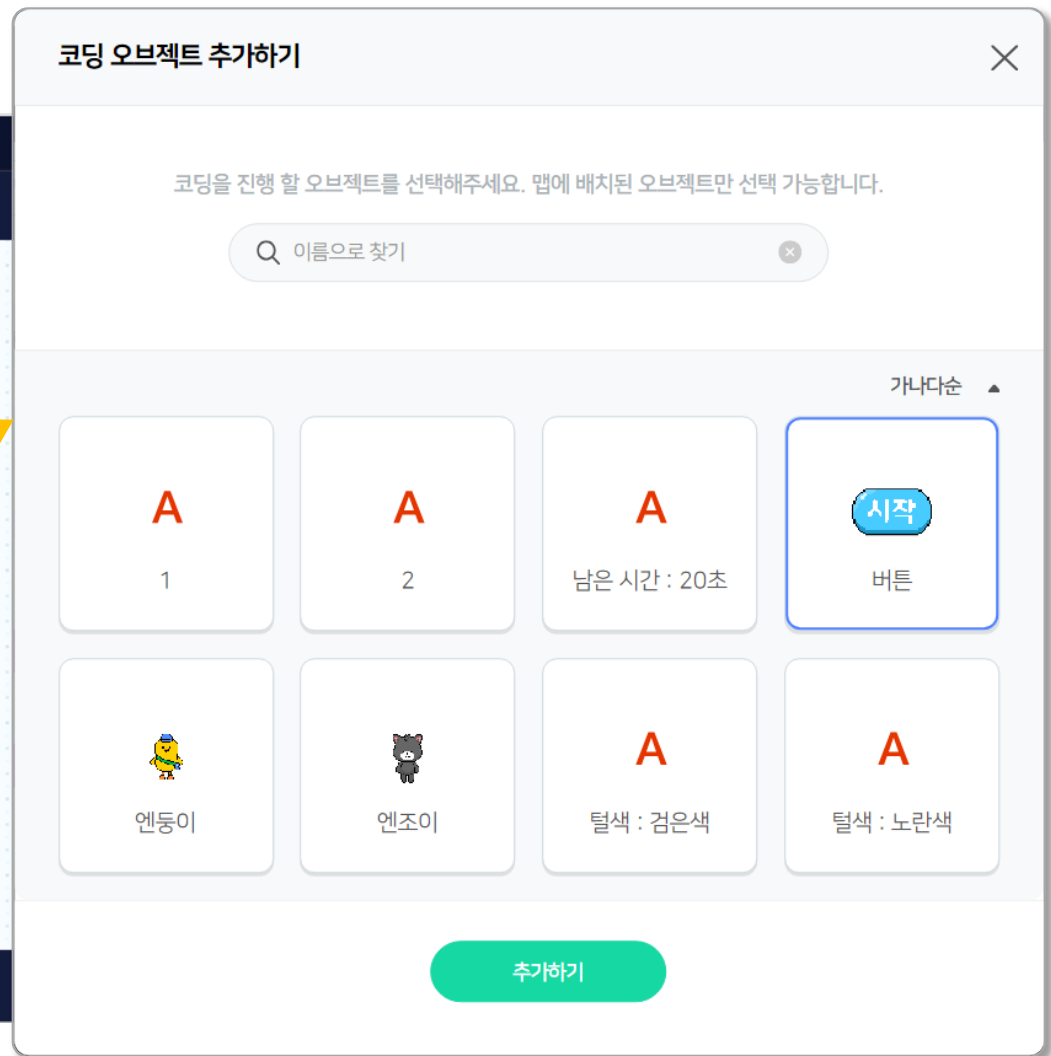 코딩 오브젝트 추가하기
코딩을 진행 할 오브젝트를 선택해주세요. 맵에 배치된 오브젝트만 선택 가능합니다.
이름으로 찾기
가나다순
A
A
A
시작
1
2
남은 시간 : 20초
버튼
A
A
엔둥이
엔조이
털색 : 검은색
털색 : 노란색
추가하기